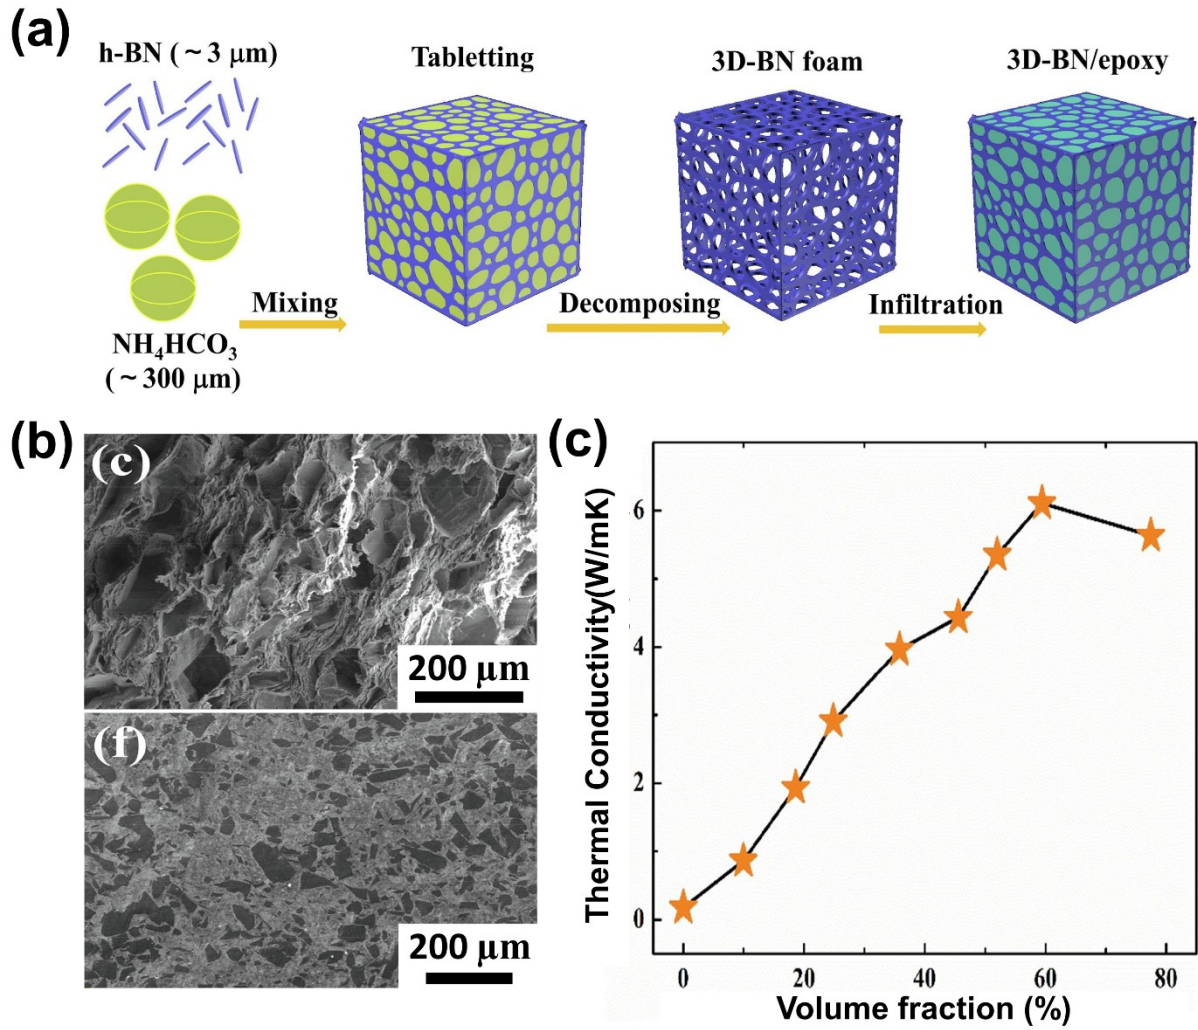 (a)
h-BN ( ~ 3 μm)
Tabletting
3D-BN foam
3D-BN/epoxy
Mixing
Decomposing
Infiltration
NH₄HCO₃
( ~ 300 μm)
(b)
(c)
200 μm
(f)
200 μm
(c)
Thermal Conductivity(W/mK)
6
4
2
0
0 20 40 60 80
Volume fraction (%)